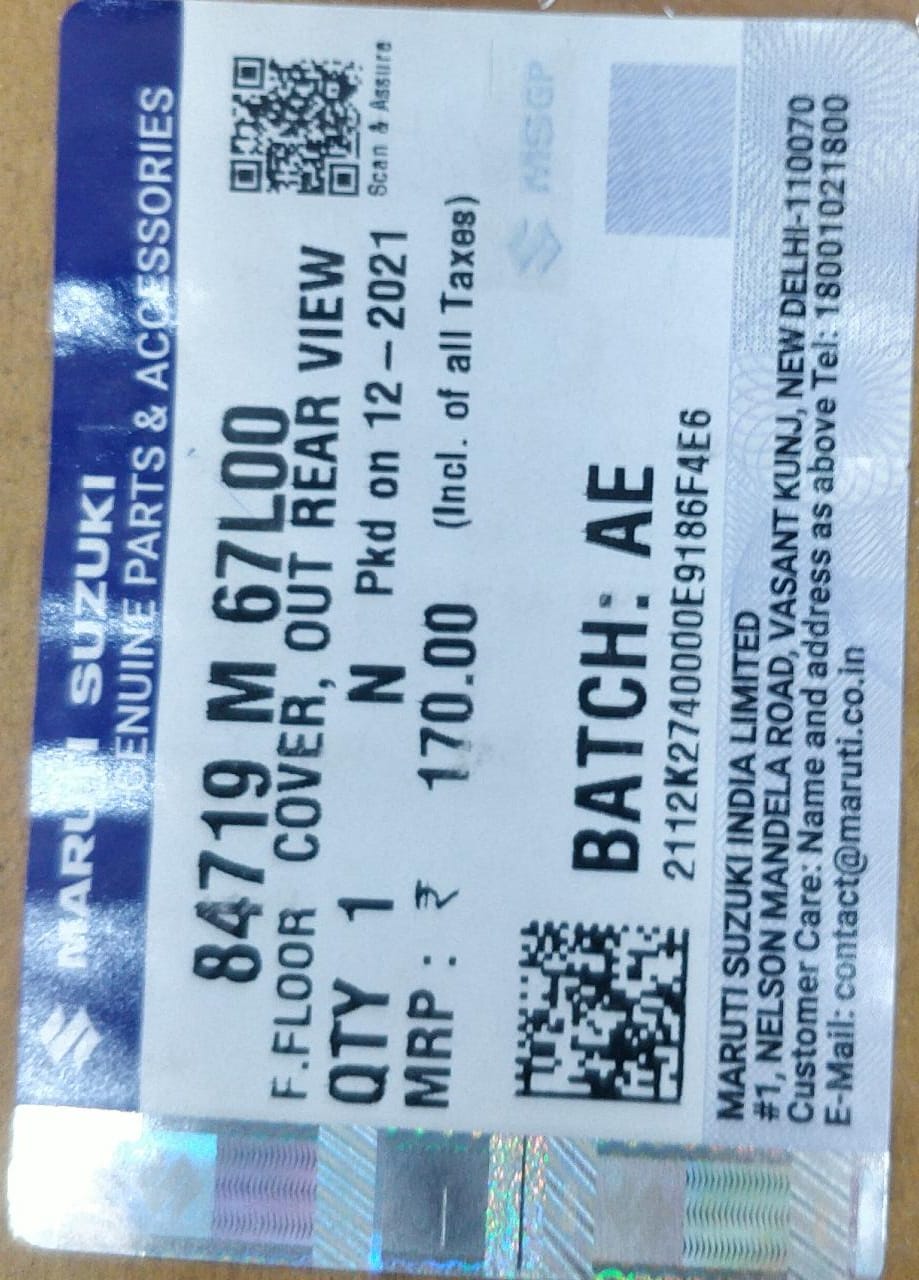 MARUTI SUZUKI
GENUINE PARTS & ACCESSORIES
84719 M 67L00
F.FLOOR COVER, OUT REAR VIEW
QTY 1 N Pkd on 12-2021
MRP : ₹ 170.00 (Incl. of all Taxes)
Scan & Assure
MSGP
BATCH: AE
2112K2740000E9186F4E6
MARUTI SUZUKI INDIA LIMITED
#1, NELSON MANDELA ROAD, VASANT KUNJ, NEW DELHI-110070
Customer Care: Name and address as above Tel: 18001021800
E-Mail: contact@maruti.co.in